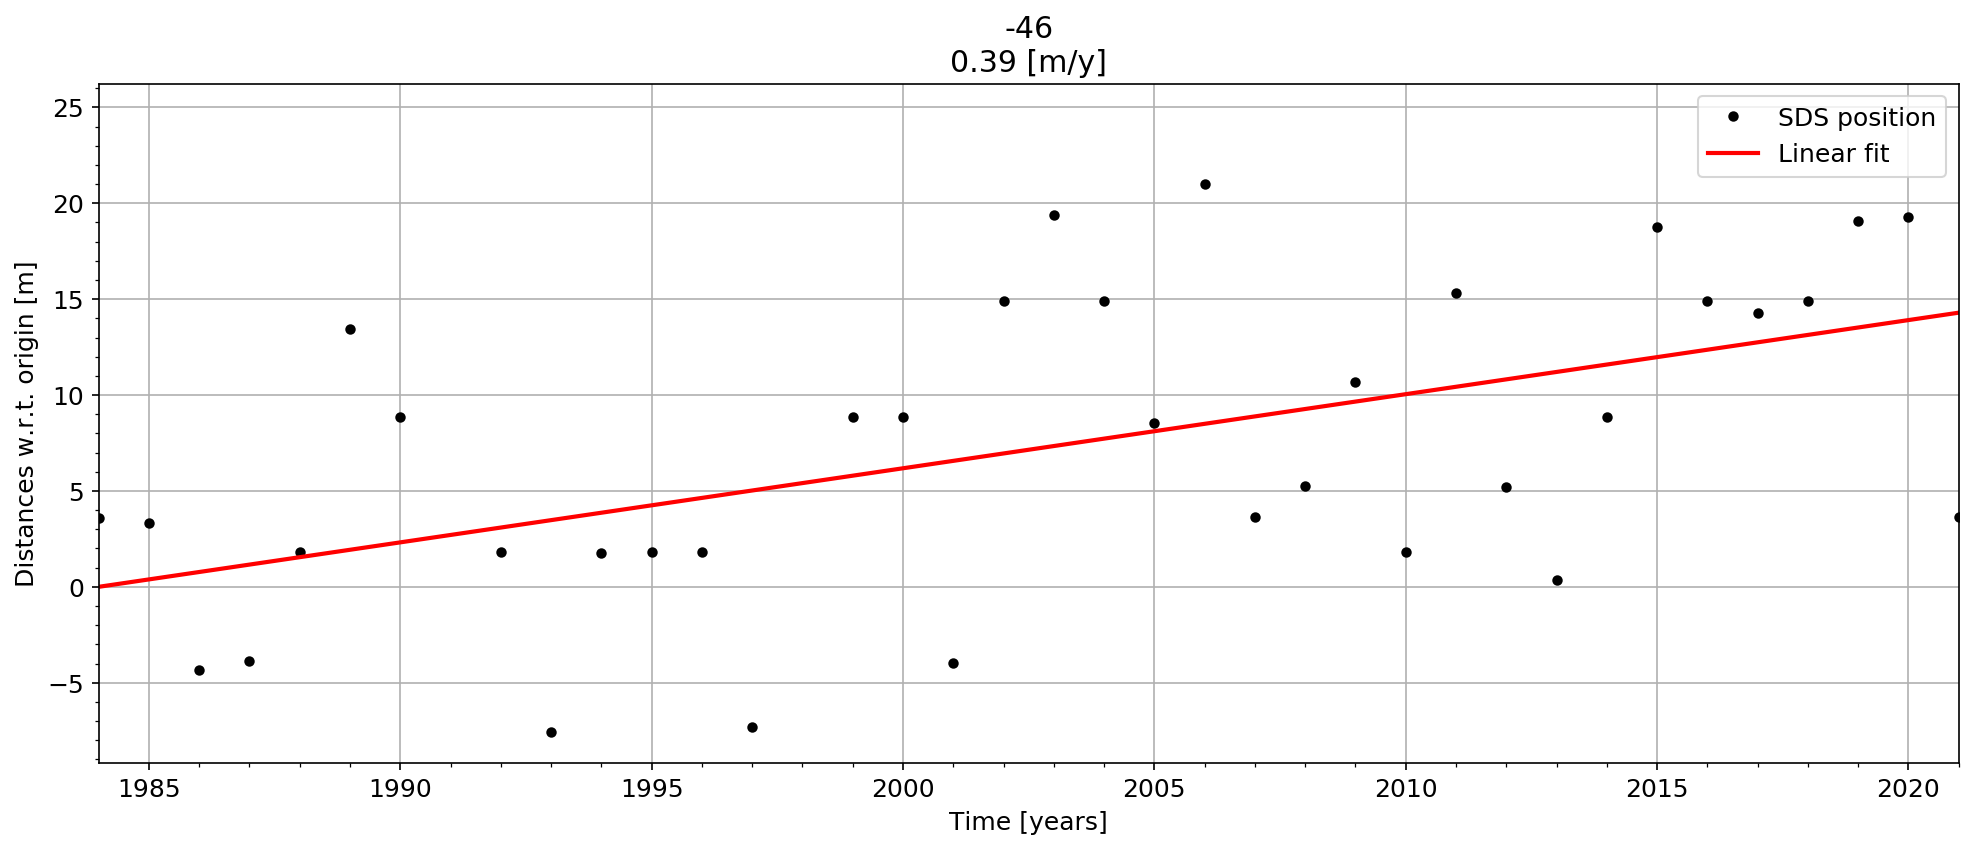 -46
0.39 [m/y]
25
20
15
10
5
0
−5
Distances w.r.t. origin [m]
SDS position
Linear fit
1985 1990 1995 2000 2005 2010 2015 2020
Time [years]